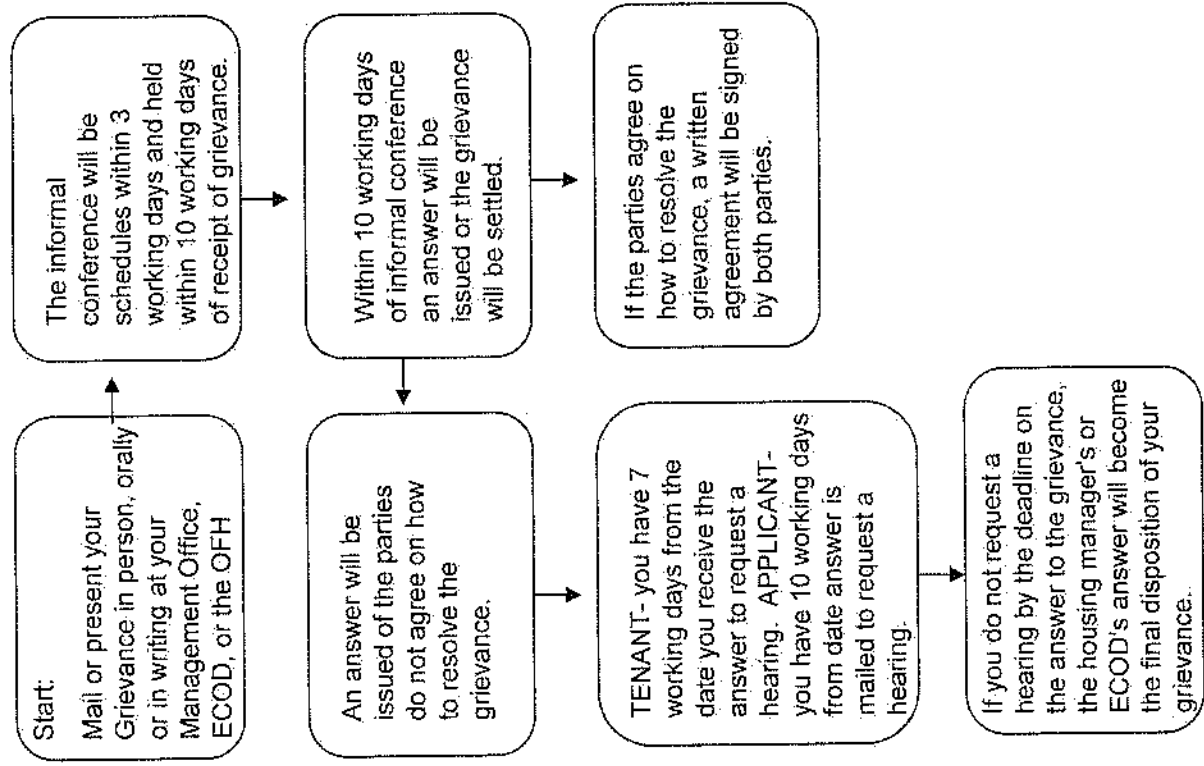 Start:
Mail or present your
Grievance in person, orally
or in writing at your
Management Office,
ECOD, or the OFH
The informal
conference will be
schedules within 3
working days and held
within 10 working days
of receipt of grievance.
Within 10 working days
of informal conference
an answer will be
issued or the grievance
will be settled.
If the parties agree on
how to resolve the
grievance, a written
agreement will be signed
by both parties.
An answer will be
issued of the parties
do not agree on how
to resolve the
grievance.
TENANT- you have 7
working days from the
date you receive the
answer to request a
hearing. APPLICANT-
you have 10 working days
from date answer is
mailed to request a
hearing.
If you do not request a
hearing by the deadline on
the answer to the grievance,
the housing manager's or
ECOD's answer will become
the final disposition of your
grievance.